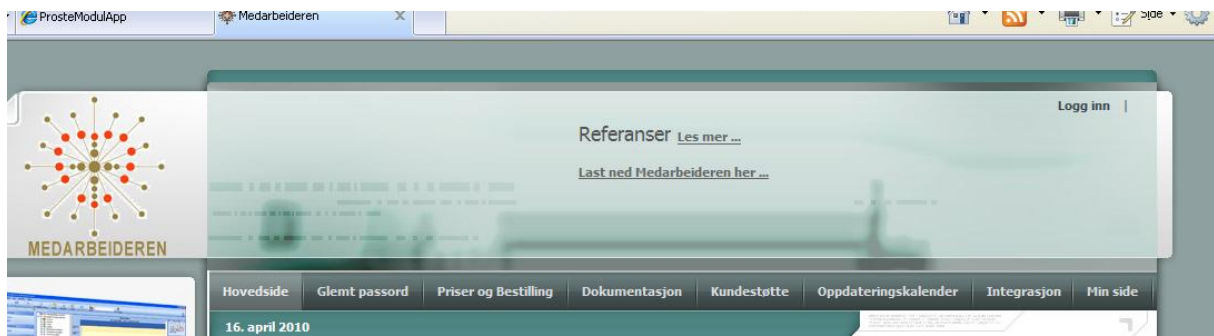 ProsteModulApp
Medarbeideren
X
Side
Logg inn |
Referanser Les mer ...
Last ned Medarbeideren her ...
MEDARBEIDEREN
Hovedside
Glemt passord
Priser og Bestilling
Dokumentasjon
Kundestøtte
Oppdateringskalender
Integrasjon
Min side
16. april 2010